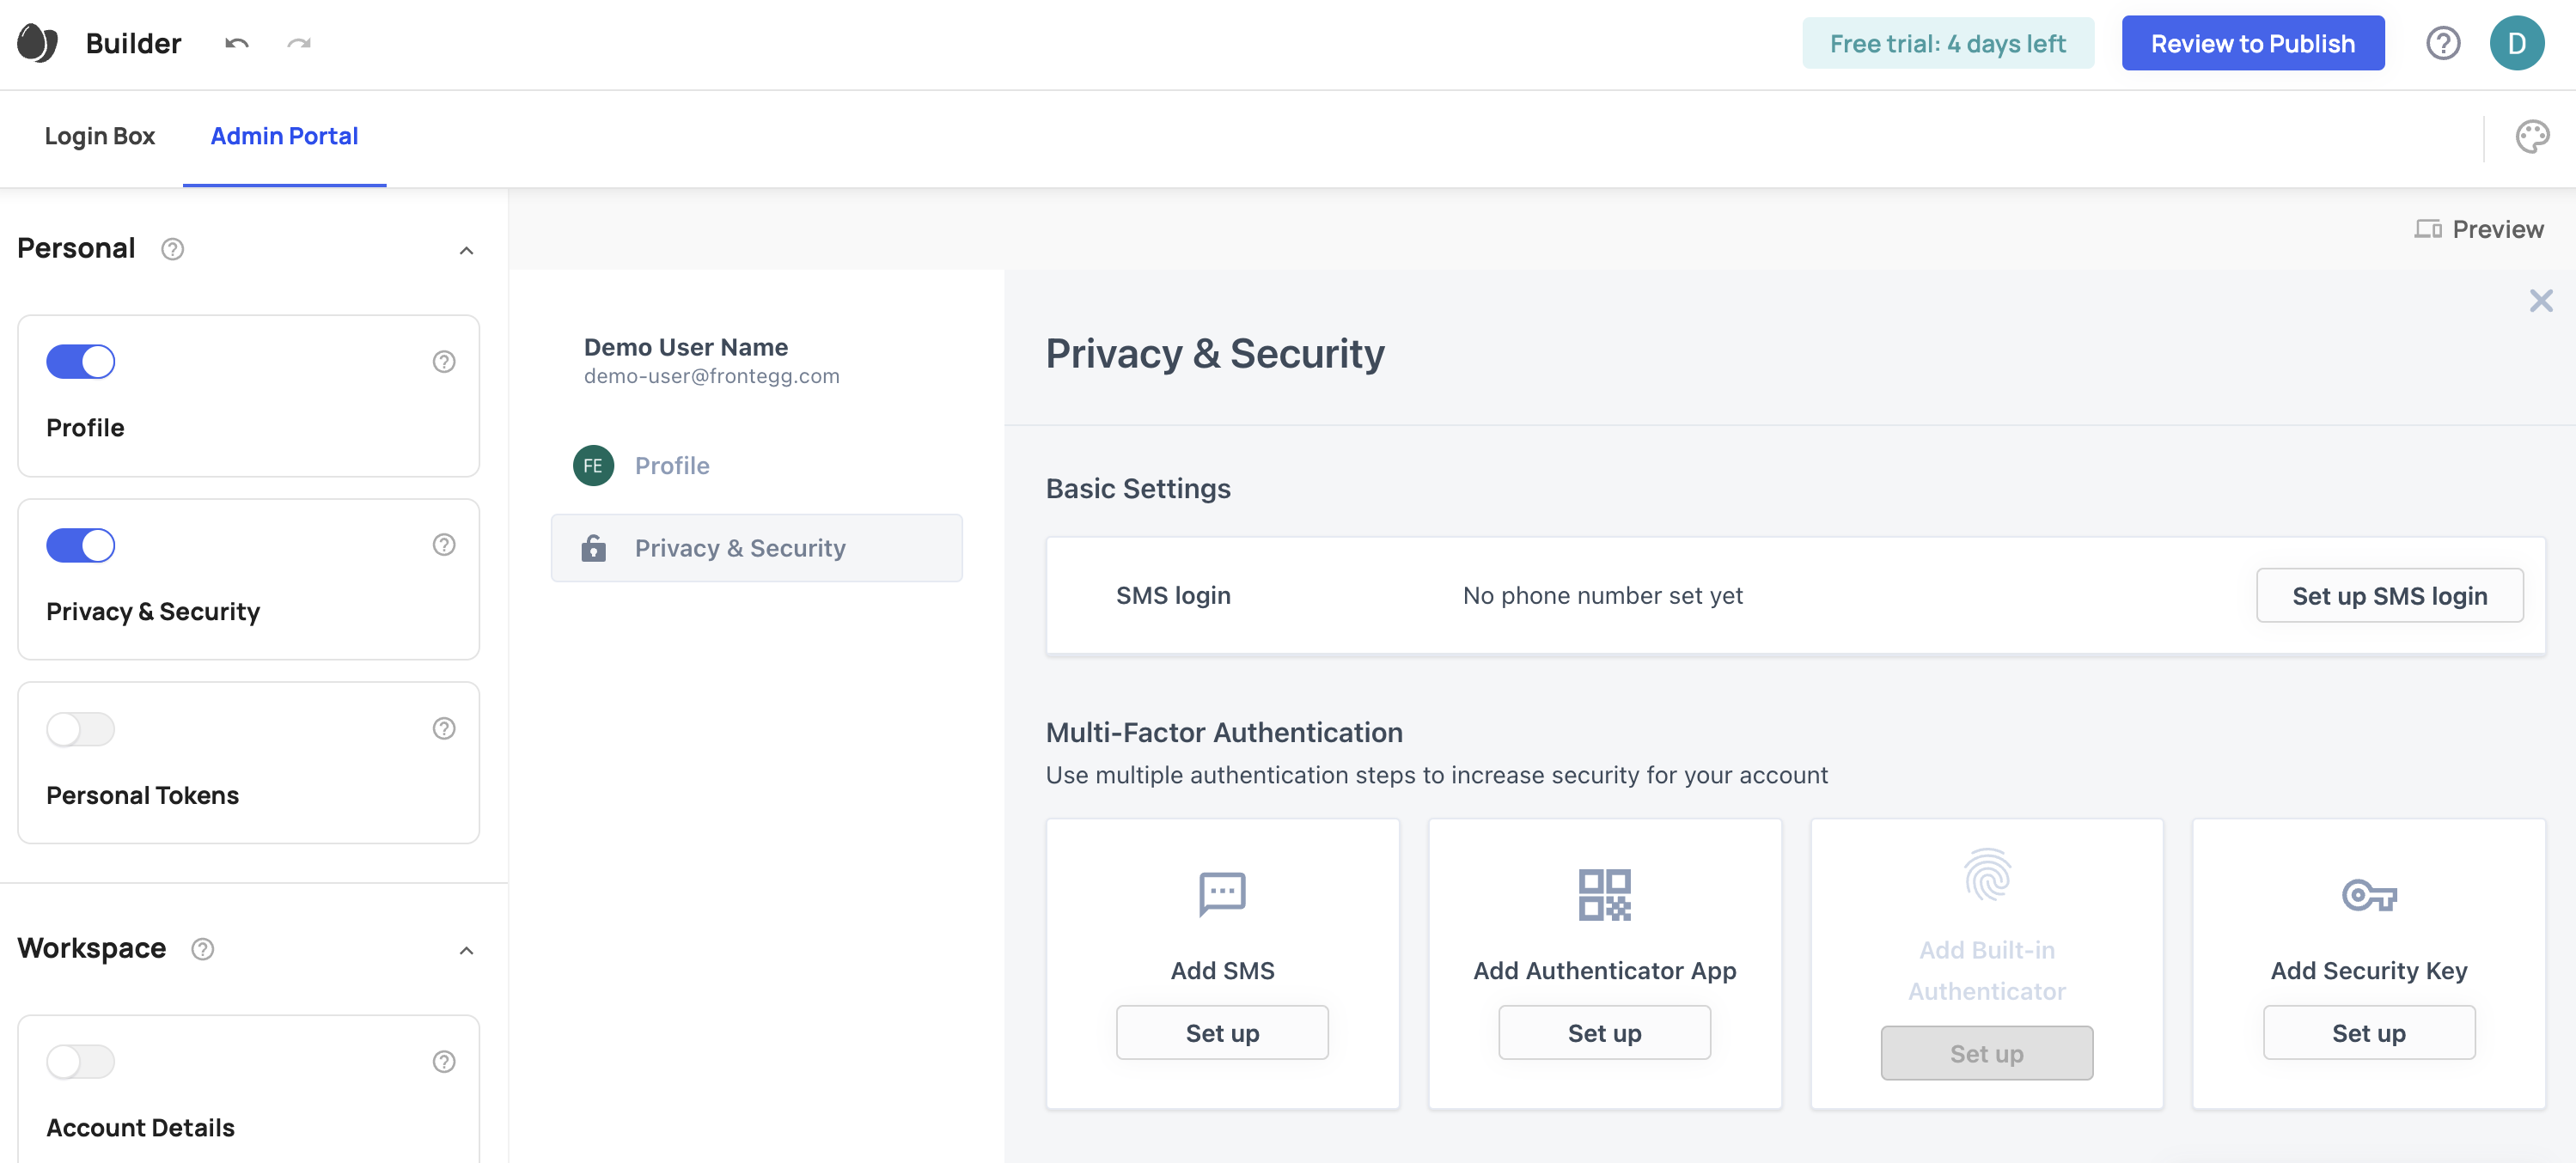 Builder
Free trial: 4 days left
Review to Publish
D
Login Box
Admin Portal
Personal
Preview
Profile
Privacy & Security
Personal Tokens
Workspace
Account Details
Demo User Name
demo-user@frontegg.com
FE
Profile
Privacy & Security
Privacy & Security
Basic Settings
SMS login
No phone number set yet
Set up SMS login
Multi-Factor Authentication
Use multiple authentication steps to increase security for your account
Add SMS
Set up
Add Authenticator App
Set up
Add Built-in
Authenticator
Set up
Add Security Key
Set up